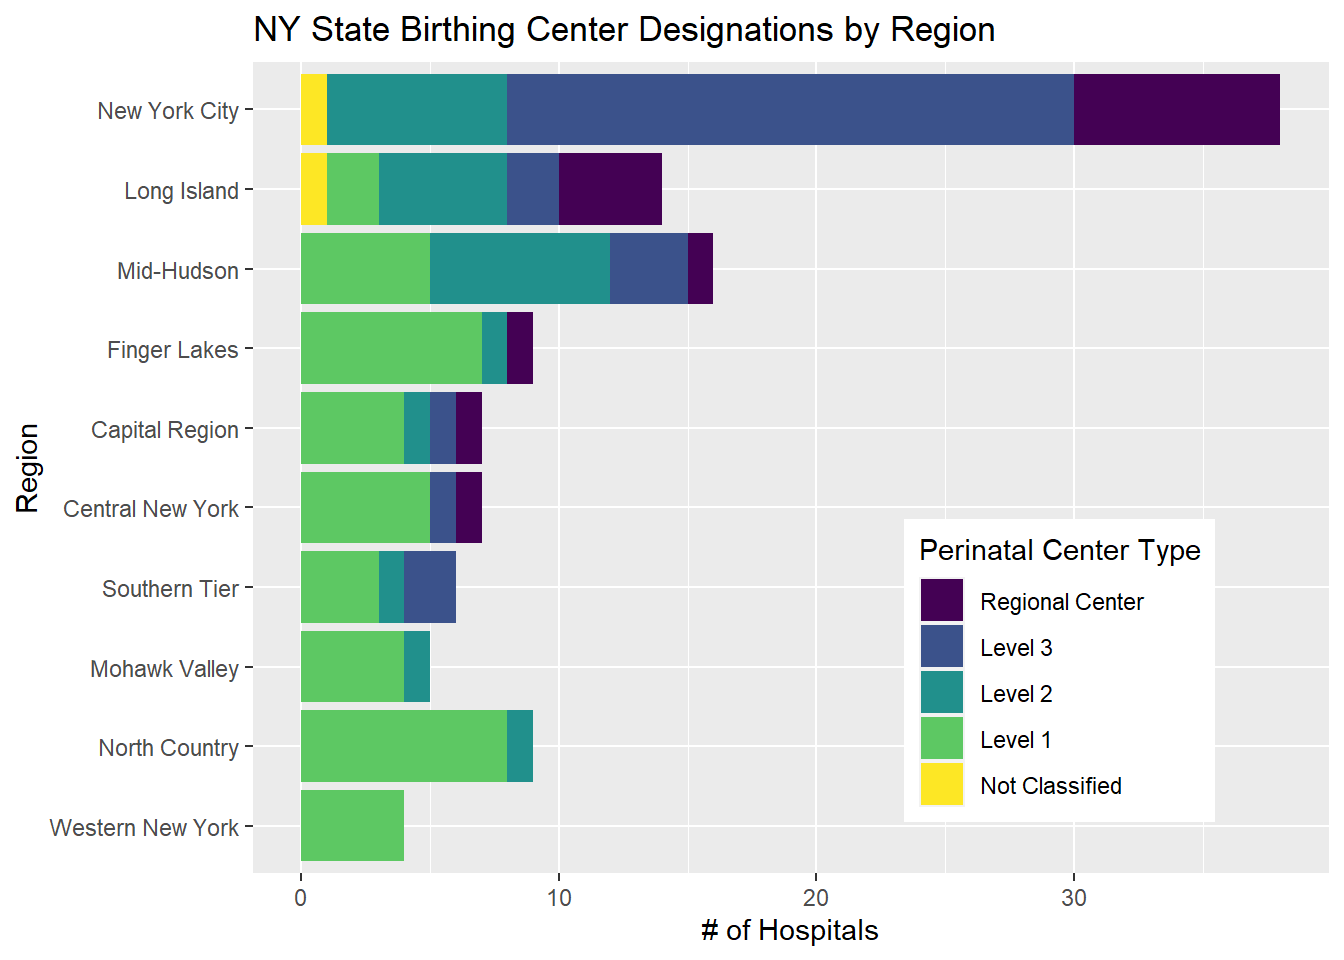 NY State Birthing Center Designations by Region
New York City
Long Island
Mid-Hudson
Finger Lakes
Capital Region
Central New York
Southern Tier
Mohawk Valley
North Country
Western New York
Region
Perinatal Center Type
Regional Center
Level 3
Level 2
Level 1
Not Classified
0 10 20 30
# of Hospitals